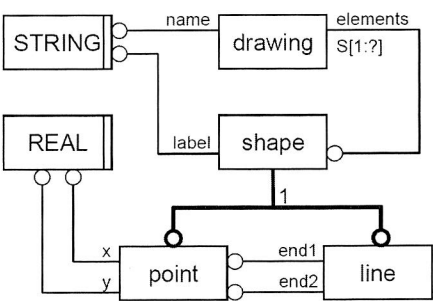 name
elements
STRING
drawing
S[1:?]
label
REAL
shape
1
x
end1
y
point
end2
line